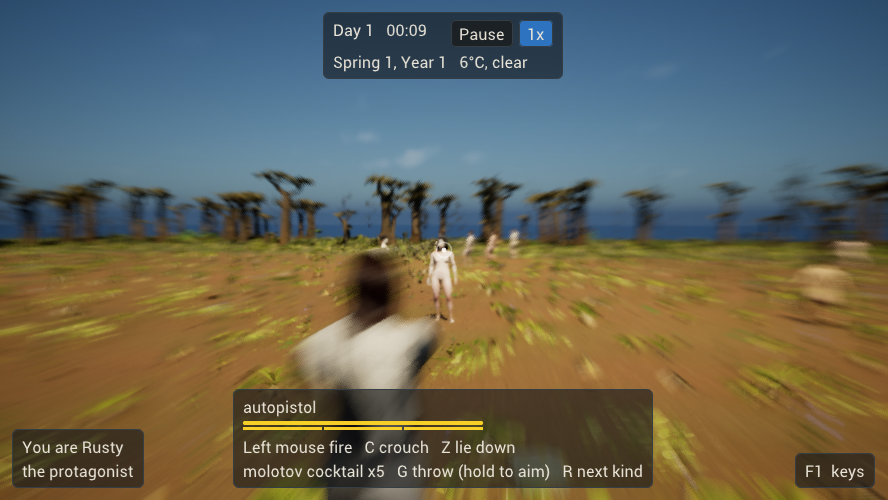 Day 1 00:09 Pause 1x
Spring 1, Year 1 6°C, clear
autopistol
Left mouse fire C crouch Z lie down
molotov cocktail x5 G throw (hold to aim) R next kind
You are Rusty
the protagonist
F1 keys